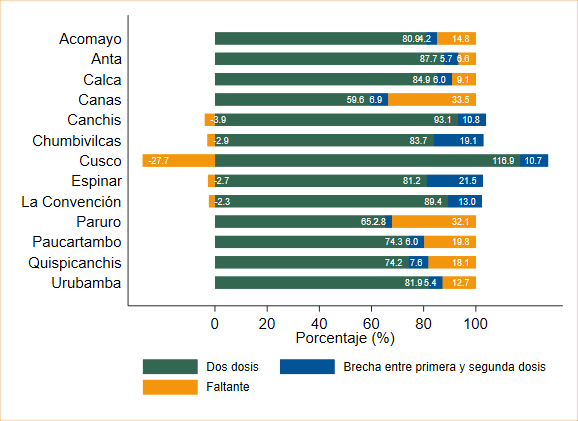 Acomayo 80.9 4.2 14.8
Anta 87.7 5.7 6.6
Calca 84.9 6.0 9.1
Canas 59.6 6.9 33.5
Canchis -3.9 93.1 10.8
Chumbivilcas -2.9 83.7 19.1
Cusco -27.7 116.9 10.7
Espinar -2.7 81.2 21.5
La Convención -2.3 89.4 13.0
Paruro 65.2 2.8 32.1
Paucartambo 74.3 6.0 19.8
Quispicanchis 74.2 7.6 18.1
Urubamba 81.9 5.4 12.7
0 20 40 60 80 100
Porcentaje (%)
Dos dosis Brecha entre primera y segunda dosis
Faltante